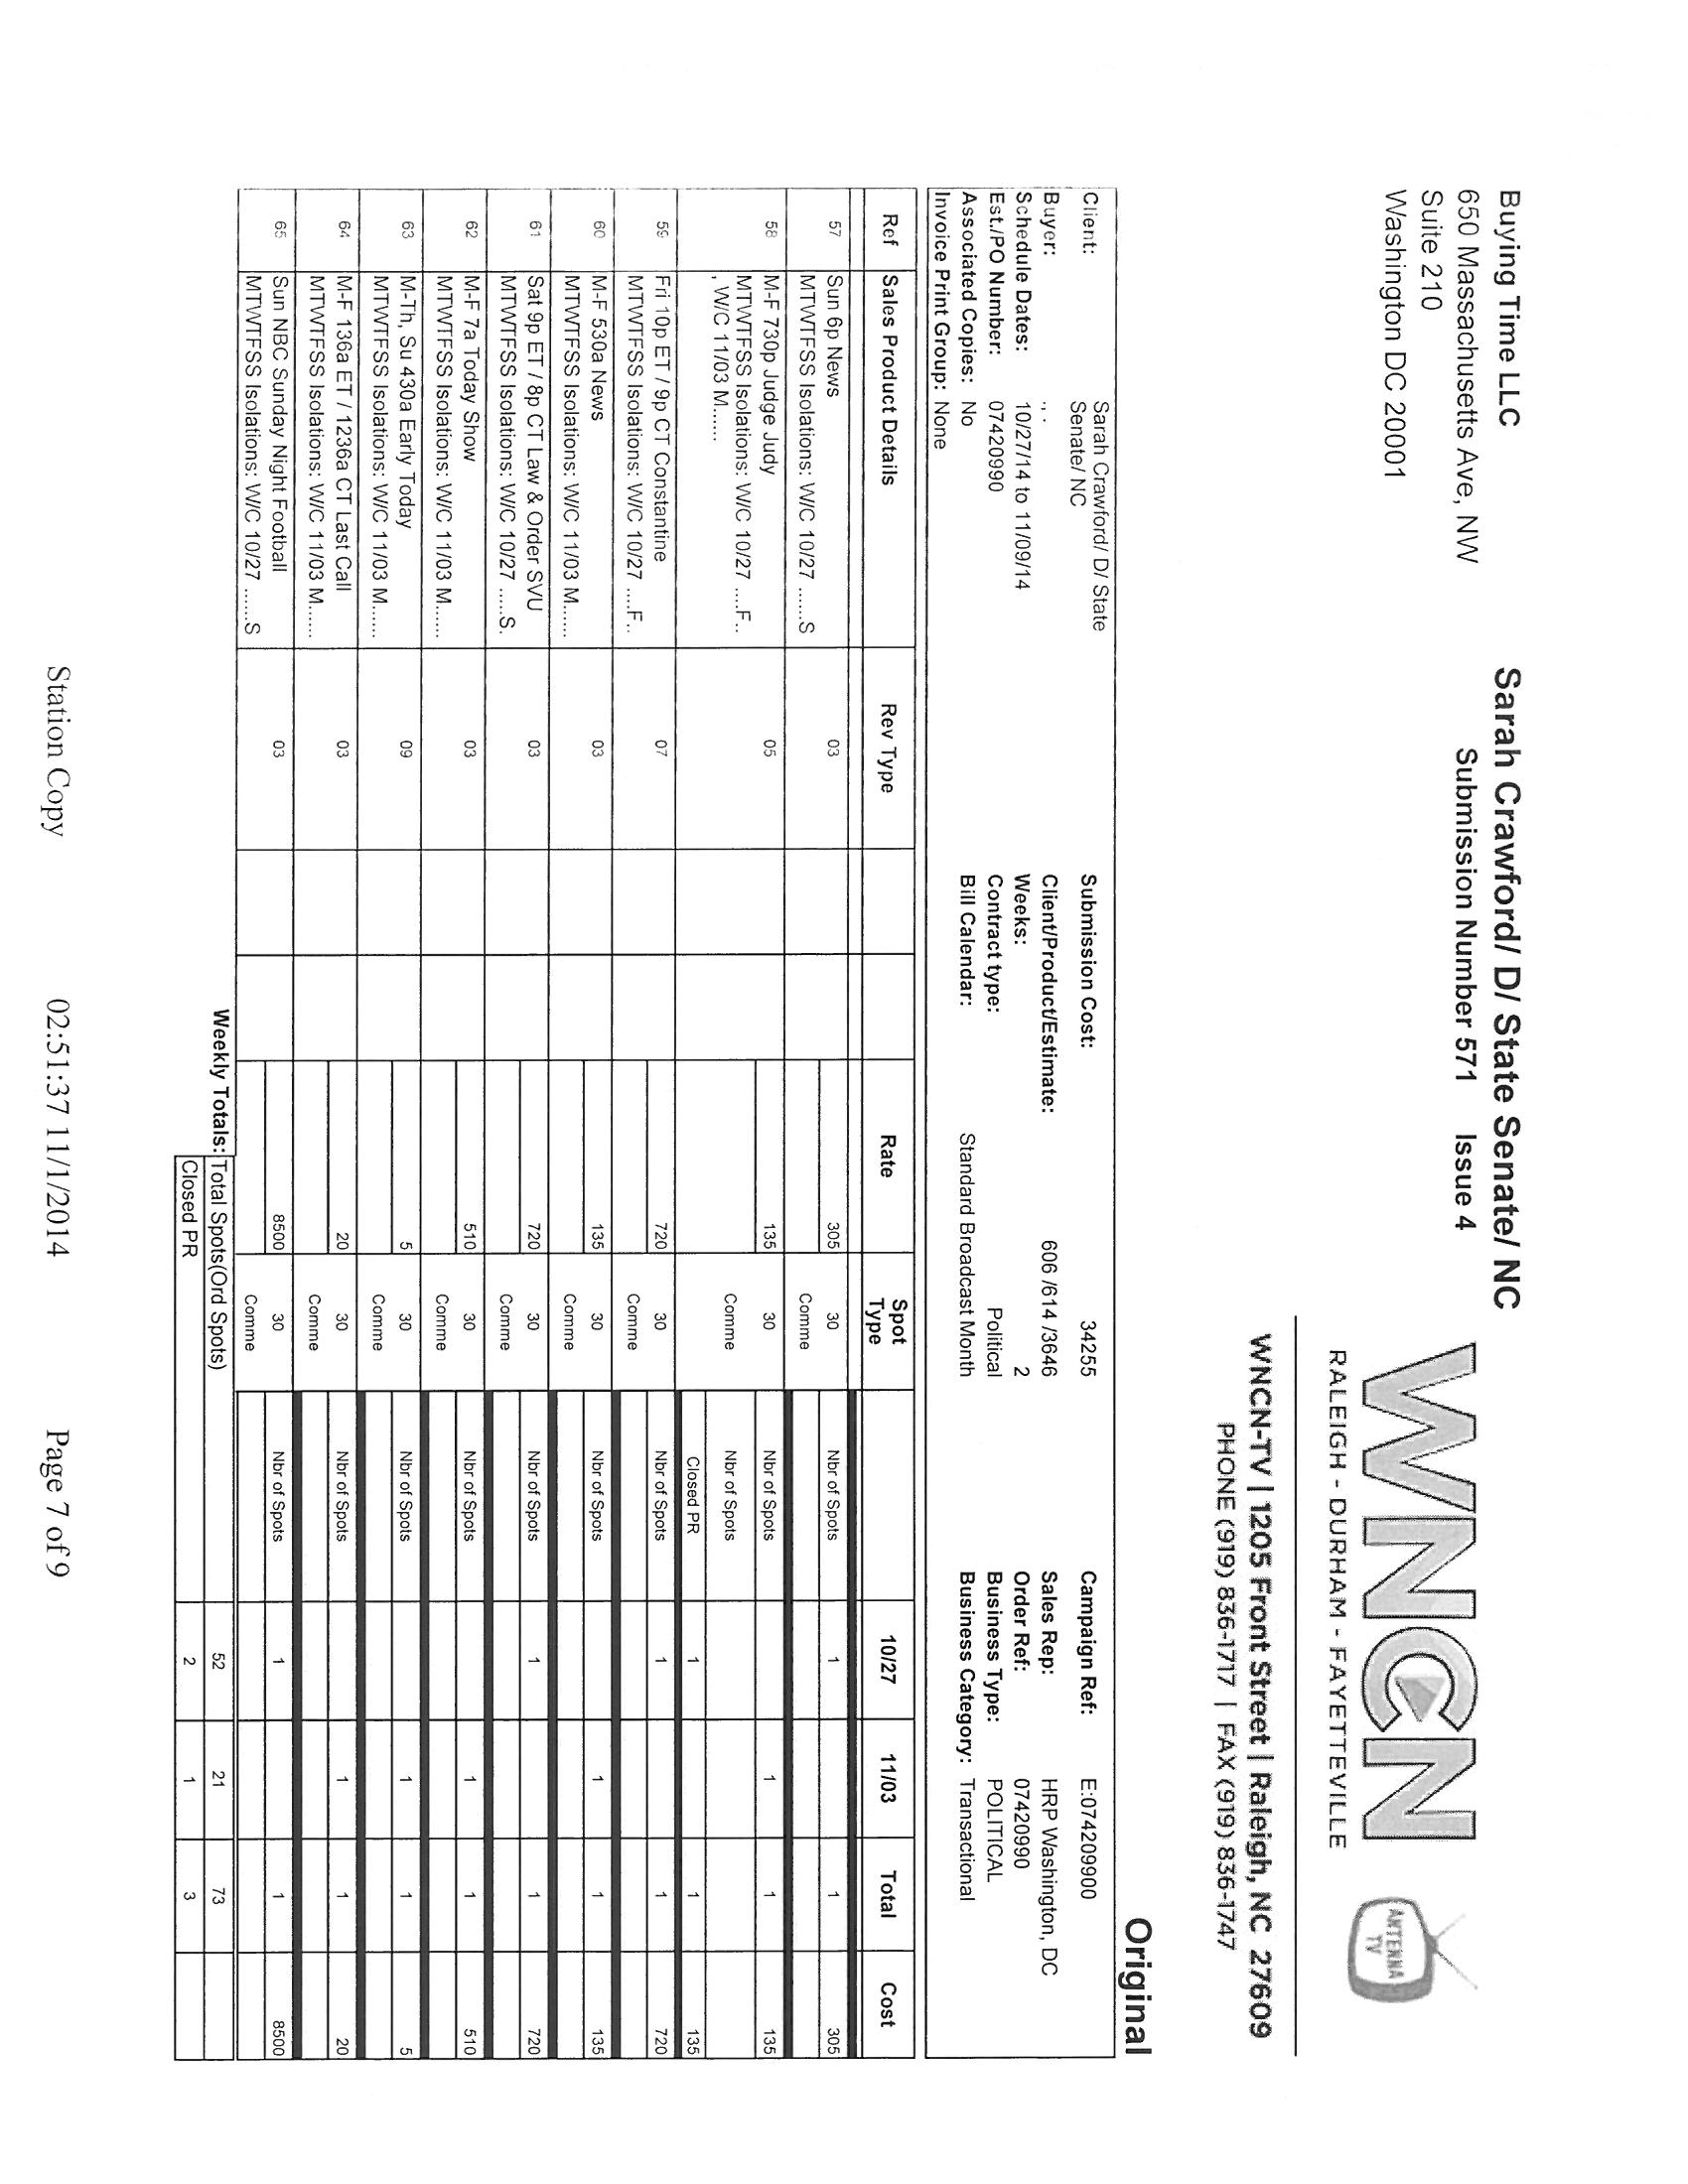 Buying Time LLC
650 Massachusetts Ave, NW
Suite 210
Washington DC 20001
Sarah Crawford/ D/ State Senate/ NC
Submission Number 571 Issue 4
WNCN
RALEIGH - DURHAM - FAYETTEVILLE
ANTENNA
TV
WNCN-TV | 1205 Front Street | Raleigh, NC 27609
PHONE (919) 836-1717 | FAX (919) 836-1747
Original
Client: Sarah Crawford/ D/ State Submission Cost: 34255 Campaign Ref: E:074209900
Senate/ NC
Buyer: ., . Client/Product/Estimate: 606 /614 /3646 Sales Rep: HRP Washington, DC
Schedule Dates: 10/27/14 to 11/09/14 Weeks: 2 Order Ref: 07420990
Est./PO Number: 07420990 Contract type: Political Business Type: POLITICAL
Associated Copies: No Bill Calendar: Standard Broadcast Month Business Category: Transactional
Invoice Print Group: None
Ref Sales Product Details Rev Type Rate Spot Type 10/27 11/03 Total Cost
57 Sun 6p News 03 305 30 Nbr of Spots 1 1 305
MTWTFSS Isolations: W/C 10/27 ......S Comme
58 M-F 730p Judge Judy 05 135 30 Nbr of Spots 1 1 135
MTWTFSS Isolations: W/C 10/27 ....F.. Comme Nbr of Spots
, W/C 11/03 M...... Closed PR 1 1 135
59 Fri 10p ET / 9p CT Constantine 07 720 30 Nbr of Spots 1 1 720
MTWTFSS Isolations: W/C 10/27 ....F.. Comme
60 M-F 530a News 03 135 30 Nbr of Spots 1 1 135
MTWTFSS Isolations: W/C 11/03 M...... Comme
61 Sat 9p ET / 8p CT Law & Order SVU 03 720 30 Nbr of Spots 1 1 720
MTWTFSS Isolations: W/C 10/27 .....S. Comme
62 M-F 7a Today Show 03 510 30 Nbr of Spots 1 1 510
MTWTFSS Isolations: W/C 11/03 M...... Comme
63 M-Th, Su 430a Early Today 09 5 30 Nbr of Spots 1 1 5
MTWTFSS Isolations: W/C 11/03 M...... Comme
64 M-F 136a ET / 1236a CT Last Call 03 20 30 Nbr of Spots 1 1 20
MTWTFSS Isolations: W/C 11/03 M...... Comme
65 Sun NBC Sunday Night Football 03 8500 30 Nbr of Spots 1 1 8500
MTWTFSS Isolations: W/C 10/27 ......S Comme
Weekly Totals: Total Spots(Ord Spots) 52 21 73
Closed PR 2 1 3
Station Copy 02:51:37 11/1/2014 Page 7 of 9